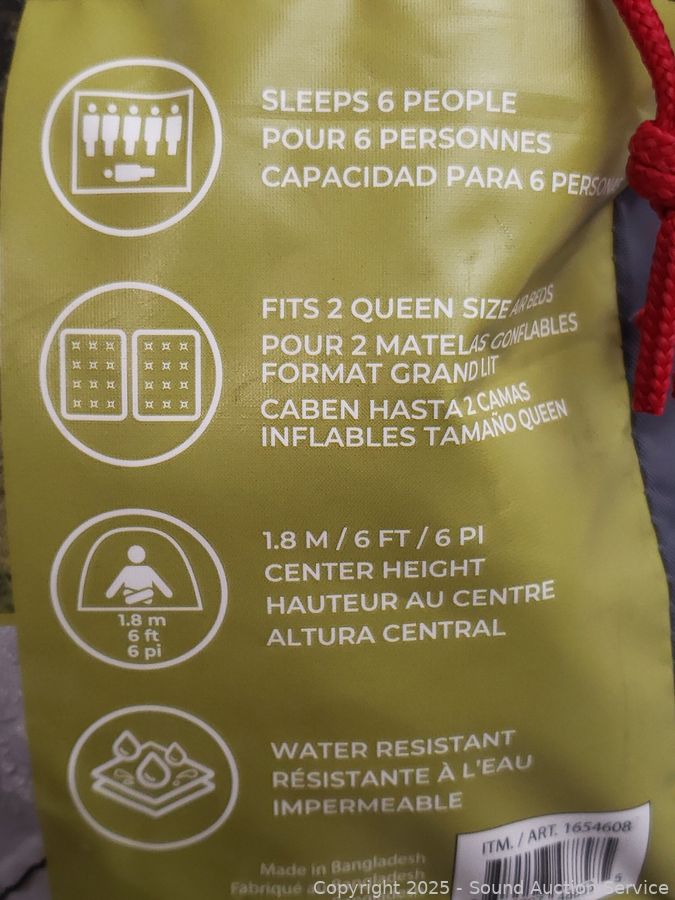 SLEEPS 6 PEOPLE
POUR 6 PERSONNES
CAPACIDAD PARA 6
FITS 2 QUEEN SIZE AIR BEDS
POUR 2 MATELAS GONFLABLES
FORMAT GRAND LIT
CABEN HASTA 2 CAMAS
INFLABLES TAMAÑO QUEEN
1.8 m
6 ft
6 pi
1.8 M / 6 FT / 6 PI
CENTER HEIGHT
HAUTEUR AU CENTRE
ALTURA CENTRAL
WATER RESISTANT
RÉSISTANTE À L'EAU
IMPERMEABLE
ITM. / ART. 1654608
Made in Bangladesh
Fabriqué au Bangladesh
Copyright 2025 - Sound Auction Service